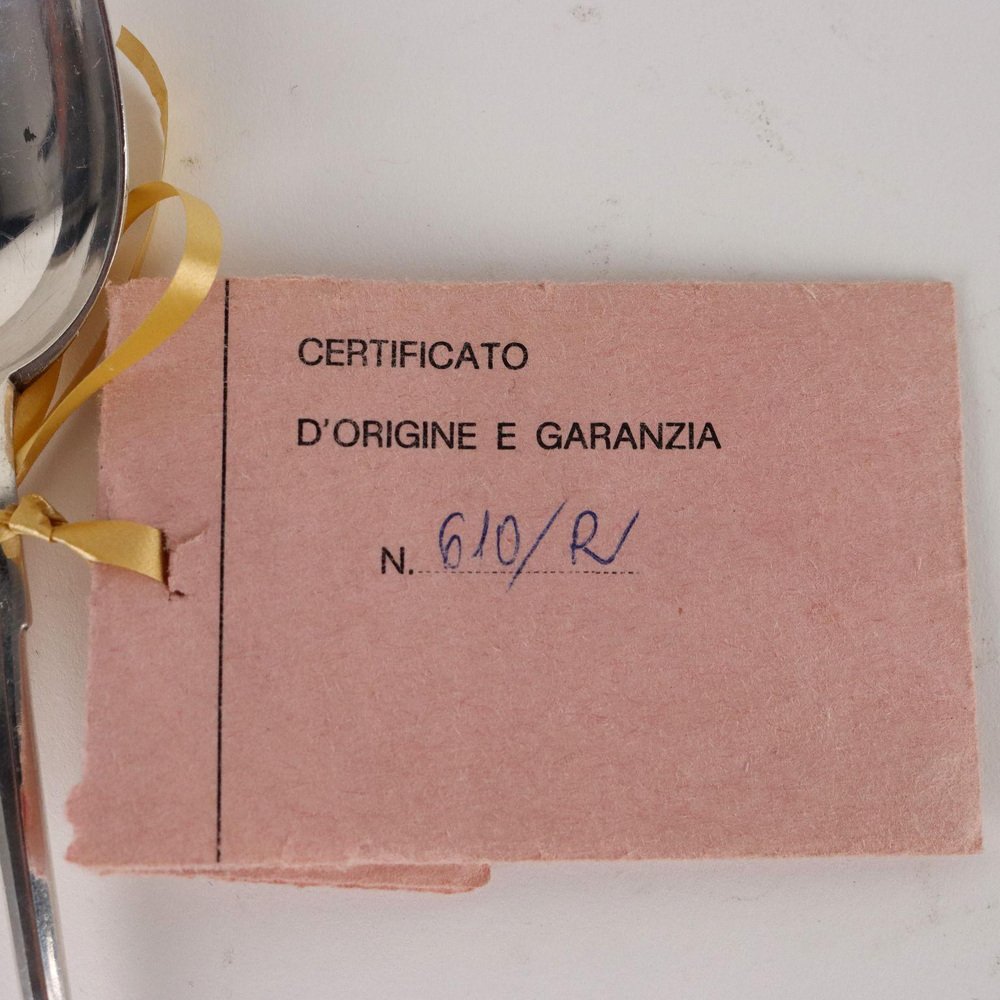 CERTIFICATO
D'ORIGINE E GARANZIA
N. 610/R